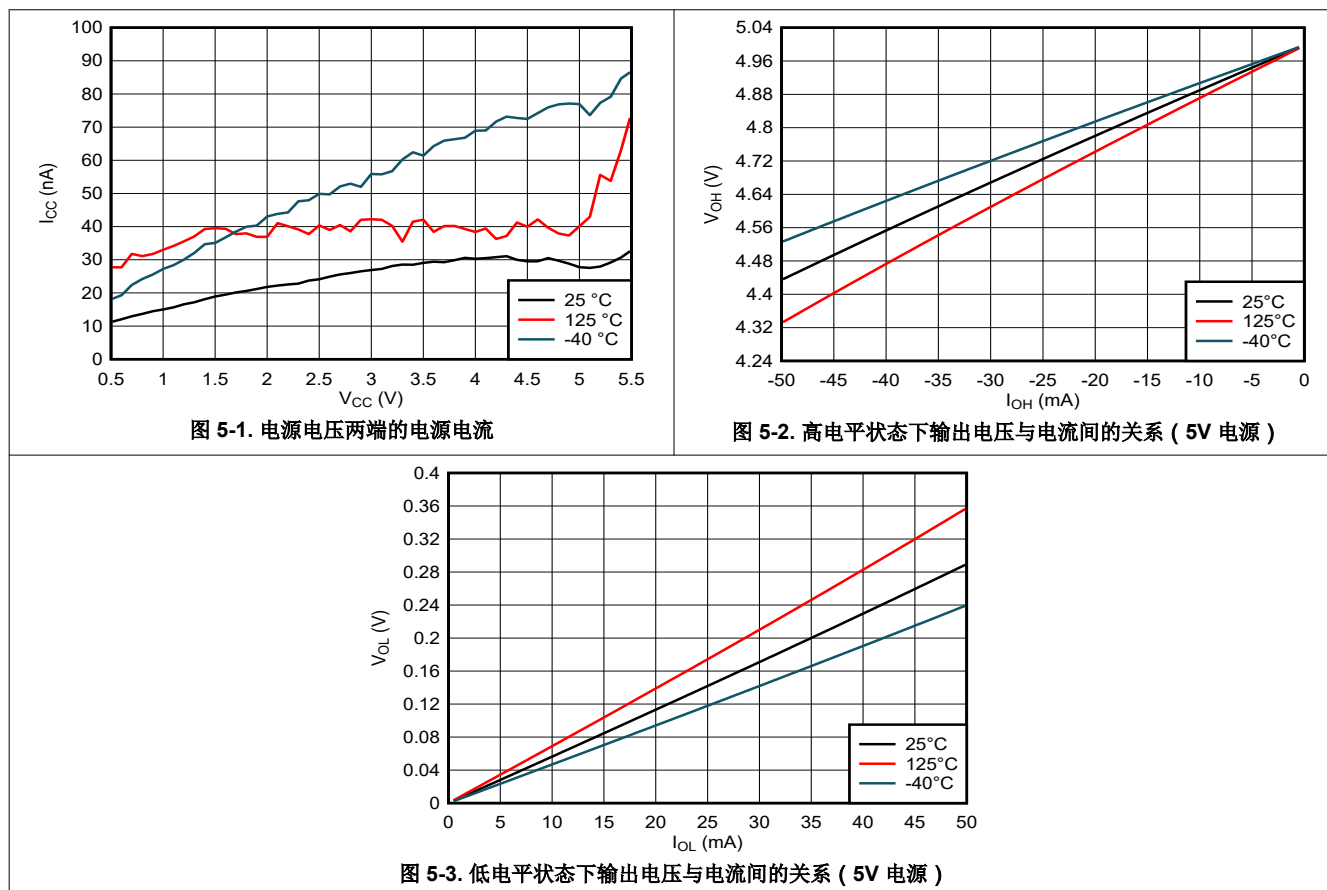 100
90
80
70
60
50
40
30
20
10
0
I_CC (nA)
25 °C
125 °C
-40 °C
0.5 1 1.5 2 2.5 3 3.5 4 4.5 5 5.5
V_CC (V)
图 5-1. 电源电压两端的电源电流
5.04
4.96
4.88
4.8
4.72
4.64
4.56
4.48
4.4
4.32
4.24
V_OH (V)
25°C
125°C
-40°C
-50 -45 -40 -35 -30 -25 -20 -15 -10 -5 0
I_OH (mA)
图 5-2. 高电平状态下输出电压与电流间的关系（5V 电源）
0.4
0.36
0.32
0.28
0.24
0.2
0.16
0.12
0.08
0.04
0
V_OL (V)
25°C
125°C
-40°C
0 5 10 15 20 25 30 35 40 45 50
I_OL (mA)
图 5-3. 低电平状态下输出电压与电流间的关系（5V 电源）